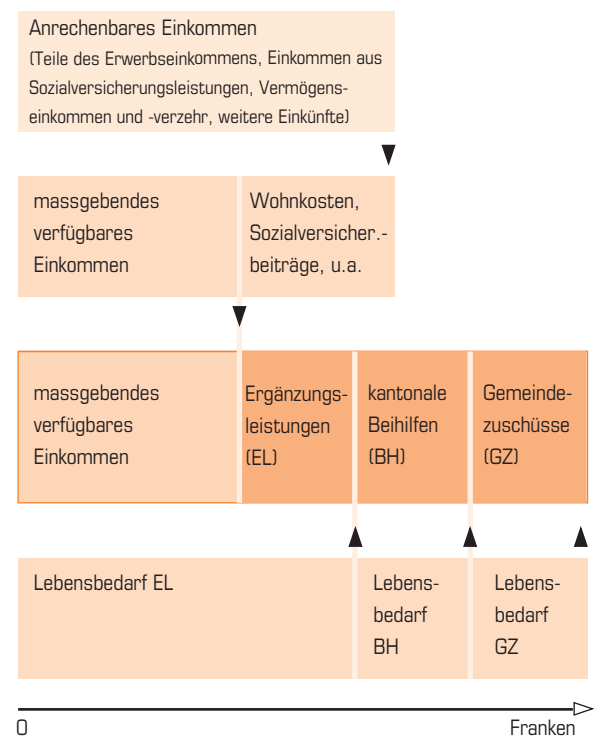 Anrechenbares Einkommen
(Teile des Erwerbseinkommens, Einkommen aus
Sozialversicherungsleistungen, Vermögens-
einkommen und -verzehr, weitere Einkünfte)
massgebendes
verfügbares
Einkommen
Wohnkosten,
Sozialversicher.-
beiträge, u.a.
massgebendes
verfügbares
Einkommen
Ergänzungs-
leistungen
(EL)
kantonale
Beihilfen
(BH)
Gemeinde-
zuschüsse
(GZ)
Lebensbedarf EL
Lebens-
bedarf
BH
Lebens-
bedarf
GZ
0
Franken